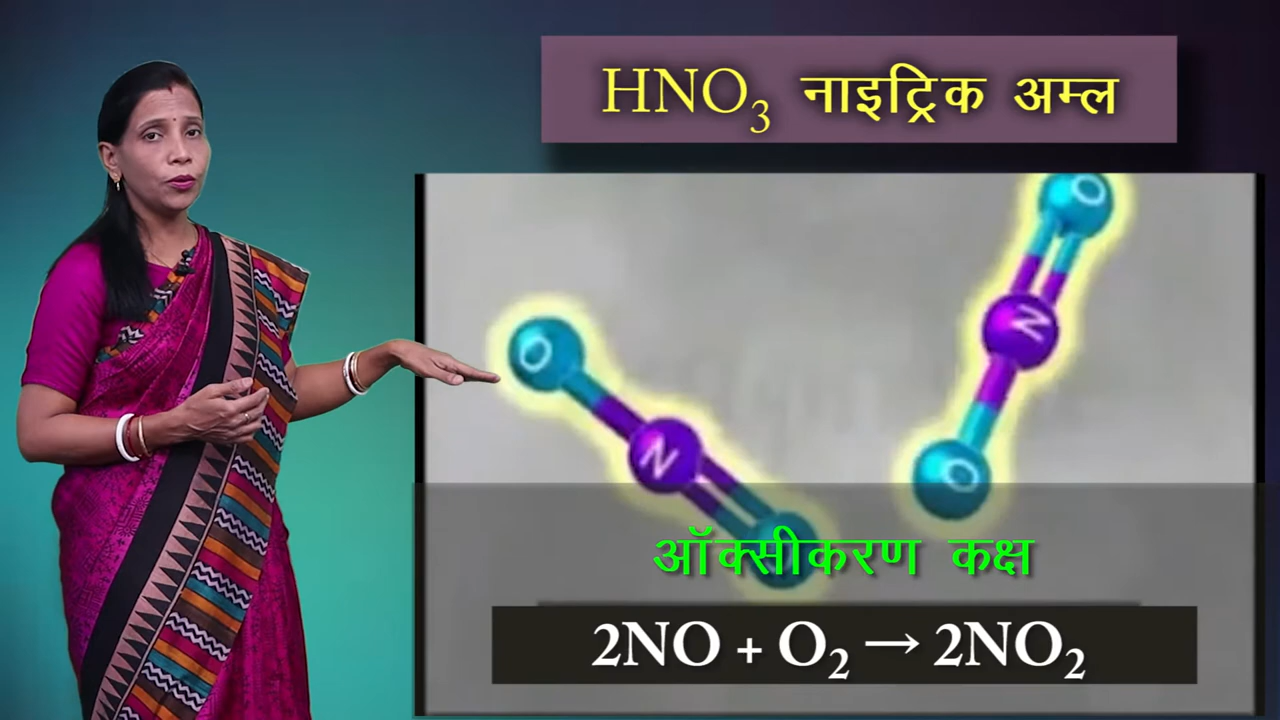 HNO₃ नाइट्रिक अम्ल
O
O
N
N
O
ऑक्सीकरण कक्ष
2NO + O₂ → 2NO₂